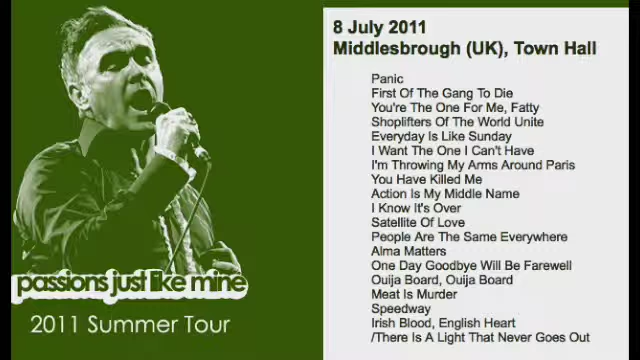 passions just like mine
2011 Summer Tour
8 July 2011
Middlesbrough (UK), Town Hall
Panic
First Of The Gang To Die
You're The One For Me, Fatty
Shoplifters Of The World Unite
Everyday Is Like Sunday
I Want The One I Can't Have
I'm Throwing My Arms Around Paris
You Have Killed Me
Action Is My Middle Name
I Know It's Over
Satellite Of Love
People Are The Same Everywhere
Alma Matters
One Day Goodbye Will Be Farewell
Ouija Board, Ouija Board
Meat Is Murder
Speedway
Irish Blood, English Heart
/There Is A Light That Never Goes Out